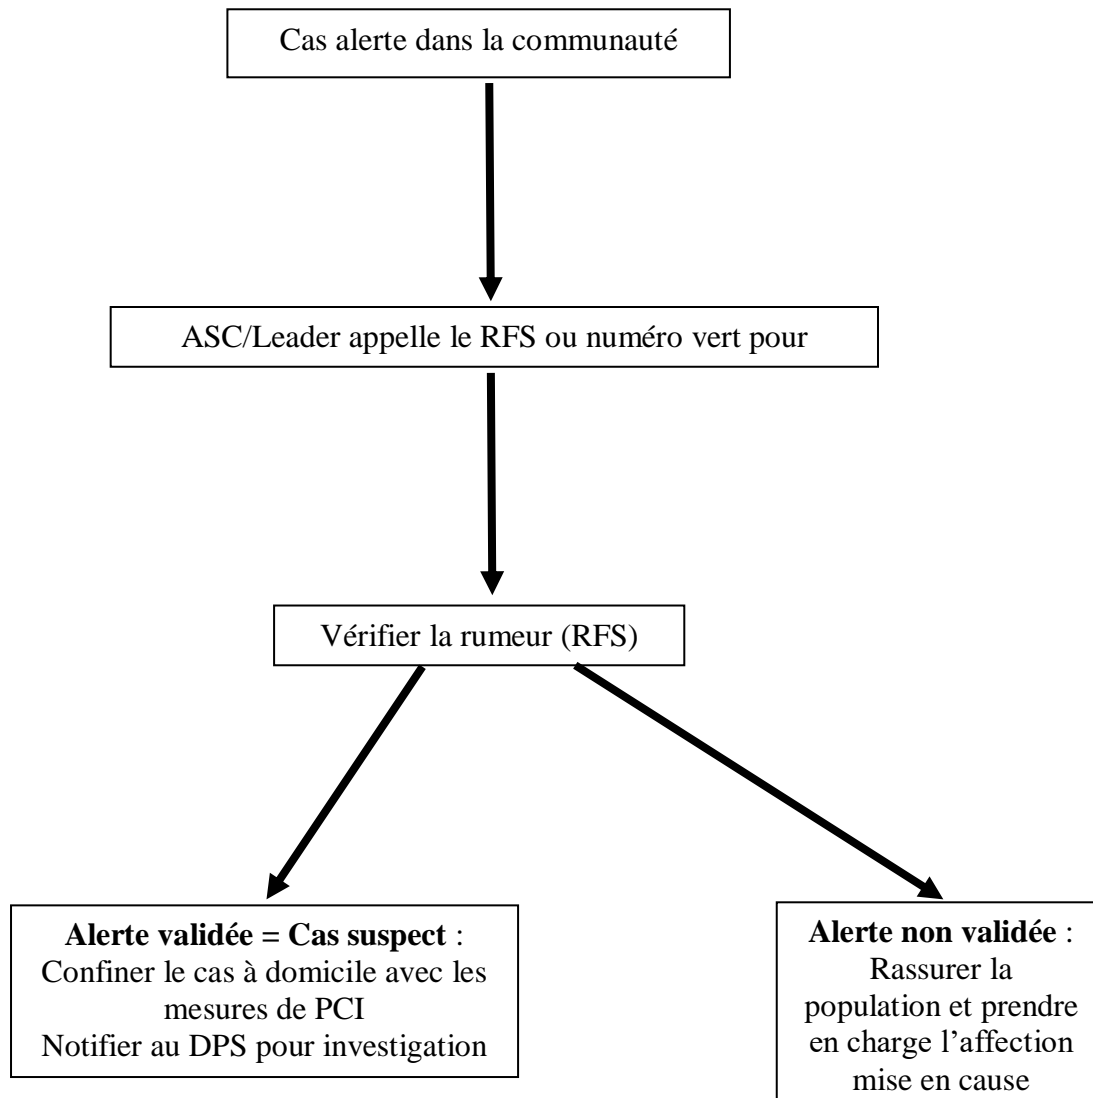 Cas alerte dans la communauté
ASC/Leader appelle le RFS ou numéro vert pour
Vérifier la rumeur (RFS)
Alerte validée = Cas suspect :
Confiner le cas à domicile avec les
mesures de PCI
Notifier au DPS pour investigation
Alerte non validée :
Rassurer la
population et prendre
en charge l’affection
mise en cause